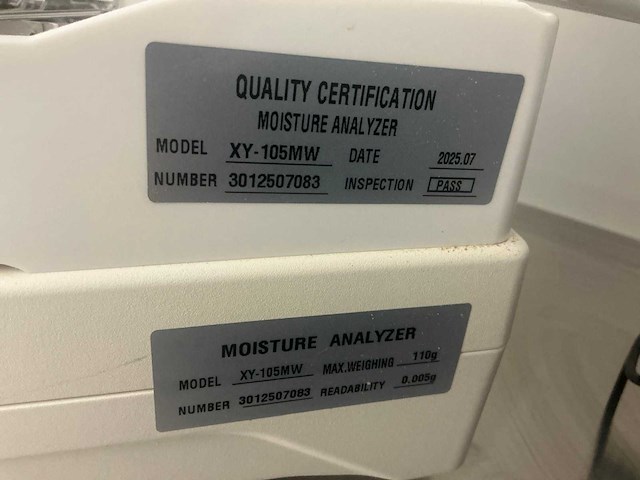 QUALITY CERTIFICATION
MOISTURE ANALYZER
MODEL XY-105MW DATE 2025.07
NUMBER 3012507083 INSPECTION PASS
MOISTURE ANALYZER
MODEL XY-105MW MAX.WEIGHING 110g
NUMBER 3012507083 READABILITY 0.005g